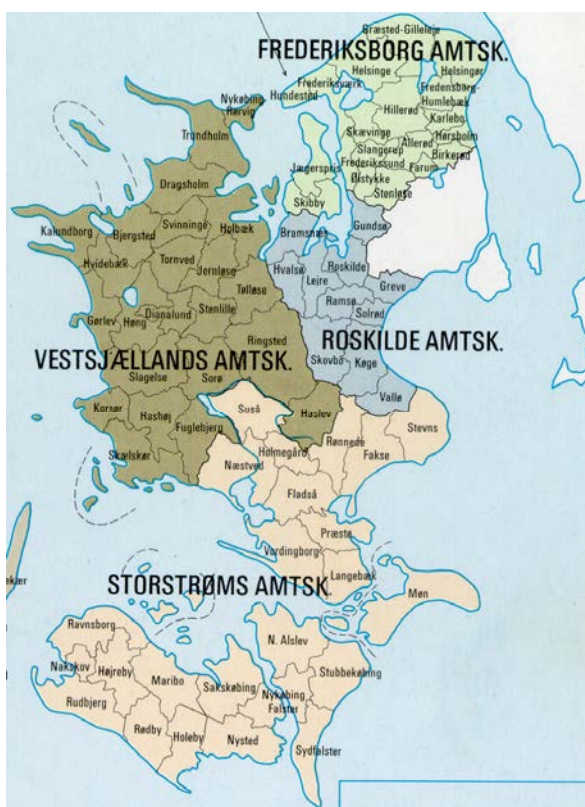 Græsted-Gilleleje
FREDERIKSBORG AMTSK.
Helsinge
Helsingør
Frederiksværk
Fredensborg-
Humlebæk
Nykøbing
Rørvig
Hundested
Hillerød
Karlebo
Trundholm
Skævinge
Allerød
Hørsholm
Slangerup
Birkerød
Jægerspris
Frederikssund
Farum
Ølstykke
Stenløse
Dragsholm
Skibby
Gundsø
Kalundborg
Bjergsted
Svinninge
Holbæk
Bramsnæs
Hvidebæk
Tornved
Jernløse
Hvalsø
Lejre
Roskilde
Tølløse
Ramsø
Greve
Gørlev
Høng
Dianalund
Stenlille
Solrød
Ringsted
ROSKILDE AMTSK.
VESTSJÆLLANDS AMTSK.
Skovbo
Køge
Slagelse
Sorø
Vallø
Korsør
Hashøj
Suså
Haslev
Stevns
Fuglebjerg
Rønnede
Skælskør
Holmegård
Fakse
Næstved
Fladså
Præstø
Vordingborg
Langebæk
STORSTRØMS AMTSK.
Møn
ekær
Ravnsborg
N. Alslev
Nakskov
Højreby
Maribo
Sakskøbing
Stubbekøbing
Nykøbing
Falster
Rudbjerg
Rødby
Holeby
Nysted
Sydfalster